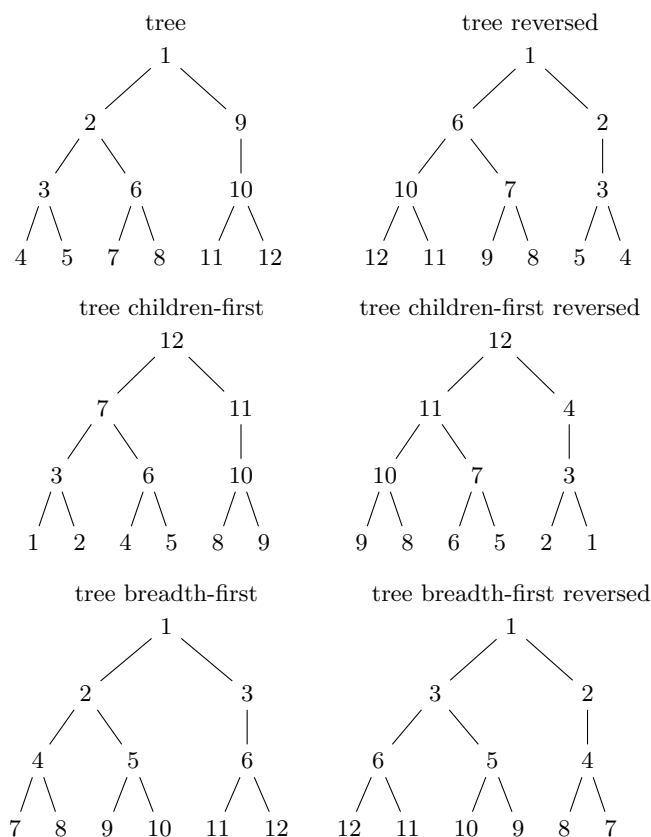 tree
1
2 9
3 6 10
4 5 7 8 11 12
tree reversed
1
6 2
10 7 3
12 11 9 8 5 4
tree children-first
12
7 11
3 6 10
1 2 4 5 8 9
tree children-first reversed
12
11 4
10 7 3
9 8 6 5 2 1
tree breadth-first
1
2 3
4 5 6
7 8 9 10 11 12
tree breadth-first reversed
1
3 2
6 5 4
12 11 10 9 8 7